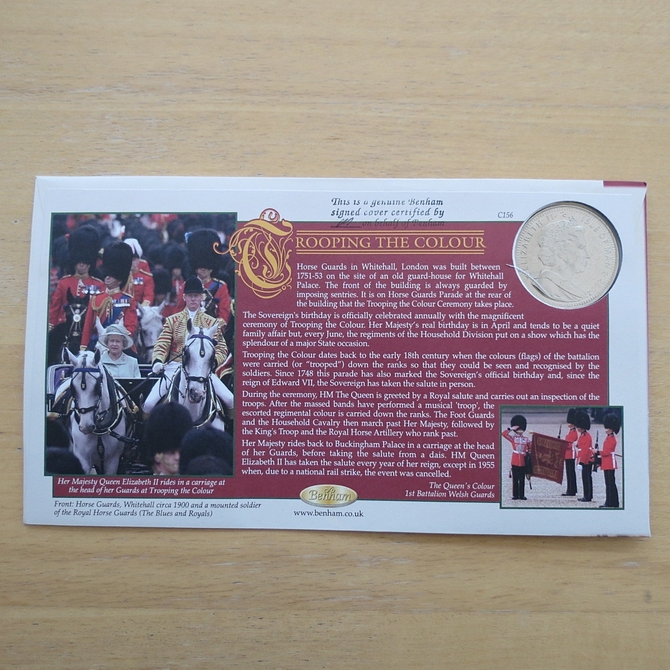 This is a genuine Benham
signed cover certified by
on behalf of Benham
C156
TROOPING THE COLOUR
Horse Guards in Whitehall, London was built between
1751-53 on the site of an old guard-house for Whitehall
Palace. The front of the building is always guarded by
imposing sentries. It is on Horse Guards Parade at the rear of
the building that the Trooping the Colour Ceremony takes place.
The Sovereign's birthday is officially celebrated annually with the magnificent
ceremony of Trooping the Colour. Her Majesty's real birthday is in April and tends to be a quiet
family affair but, every June, the regiments of the Household Division put on a show which has the
splendour of a major State occasion.
Trooping the Colour dates back to the early 18th century when the colours (flags) of the battalion
were carried (or "trooped") down the ranks so that they could be seen and recognised by the
soldiers. Since 1748 this parade has also marked the Sovereign's official birthday and, since the
reign of Edward VII, the Sovereign has taken the salute in person.
During the ceremony, HM The Queen is greeted by a Royal salute and carries out an inspection of the
troops. After the massed bands have performed a musical 'troop', the
escorted regimental colour is carried down the ranks. The Foot Guards
and the Household Cavalry then march past Her Majesty, followed by
the King's Troop and the Royal Horse Artillery who rank past.
Her Majesty rides back to Buckingham Palace in a carriage at the head
of her Guards, before taking the salute from a dais. HM Queen
Elizabeth II has taken the salute every year of her reign, except in 1955
when, due to a national rail strike, the event was cancelled.
Her Majesty Queen Elizabeth II rides in a carriage at
the head of her Guards at Trooping the Colour
Front: Horse Guards, Whitehall circa 1900 and a mounted soldier
of the Royal Horse Guards (The Blues and Royals)
Benham
www.benham.co.uk
The Queen's Colour
1st Battalion Welsh Guards